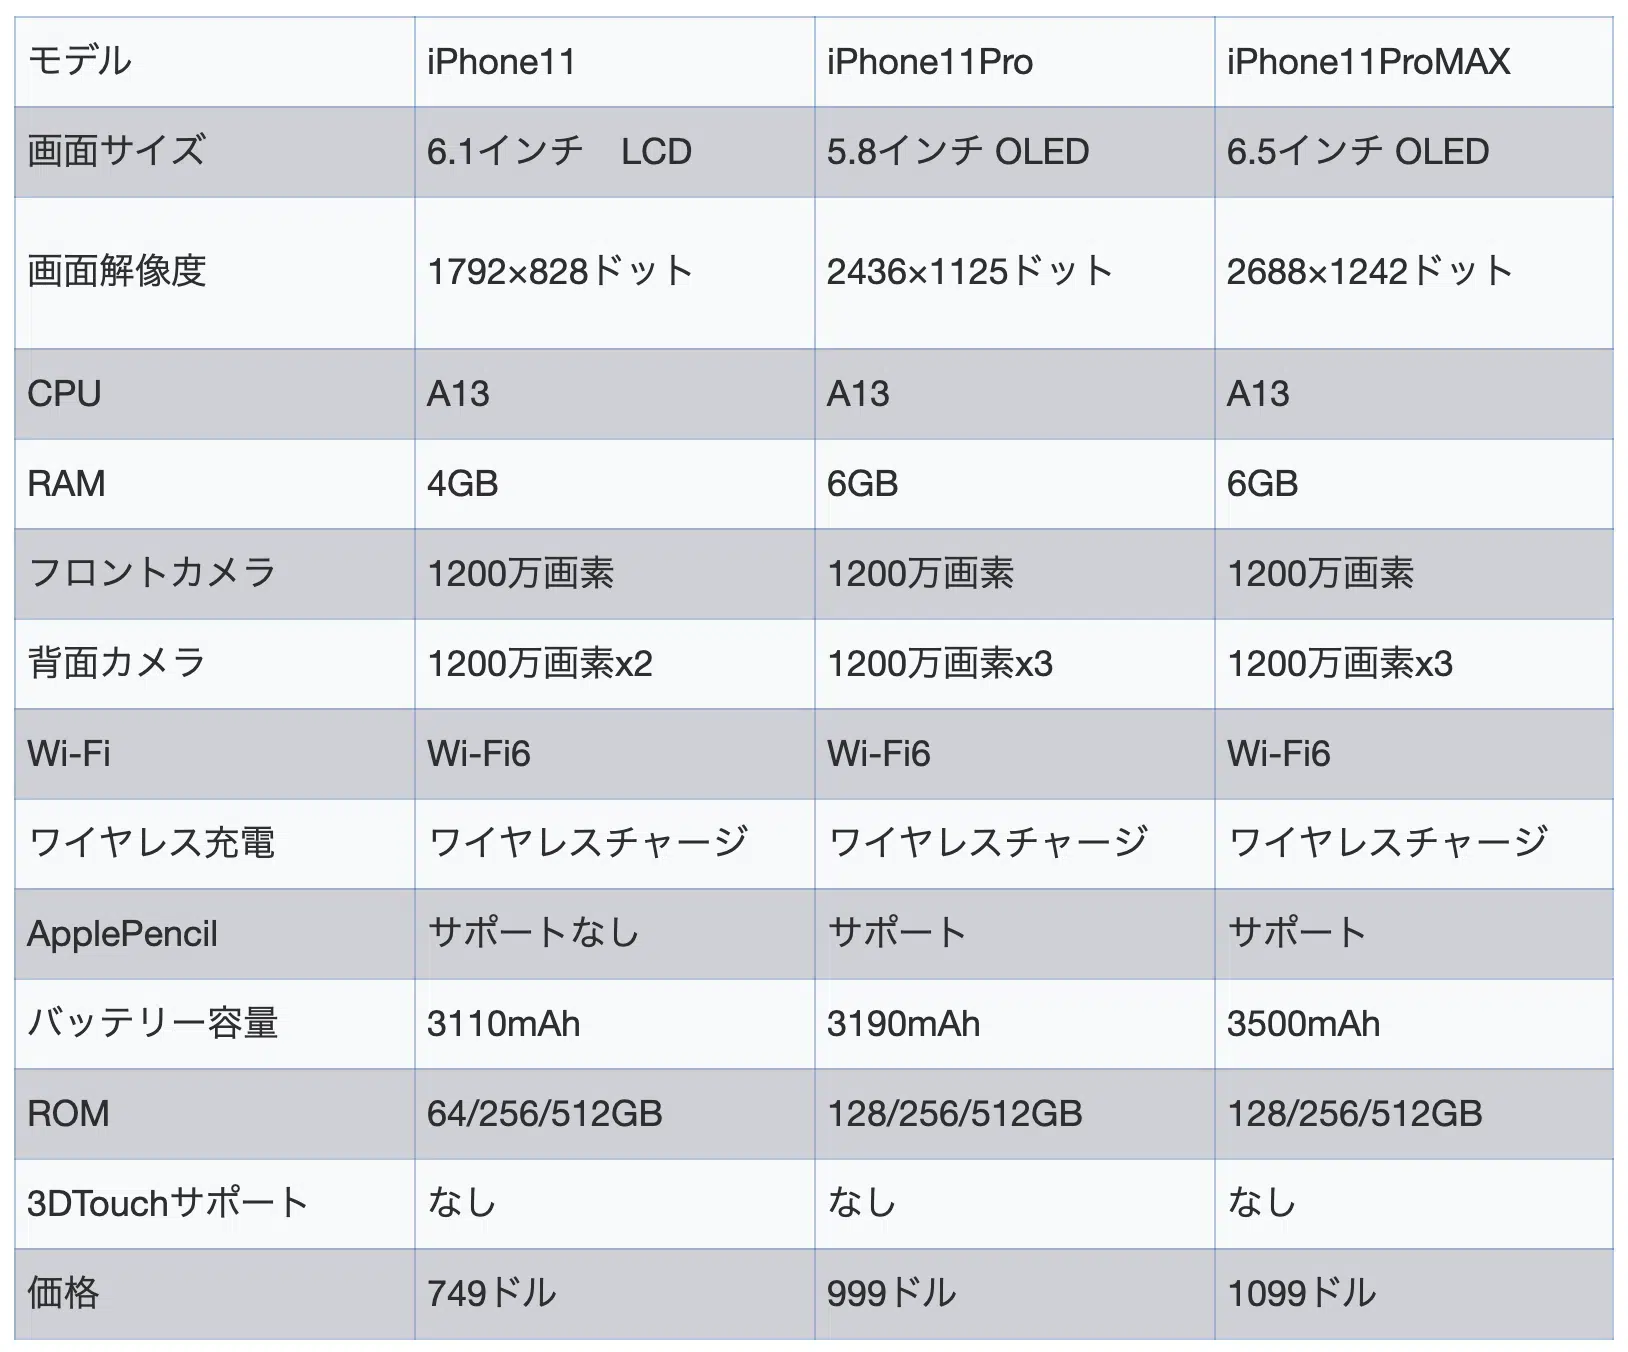 モデル iPhone11 iPhone11Pro iPhone11ProMAX
画面サイズ 6.1インチ　LCD 5.8インチ OLED 6.5インチ OLED
画面解像度 1792×828ドット 2436×1125ドット 2688×1242ドット
CPU A13 A13 A13
RAM 4GB 6GB 6GB
フロントカメラ 1200万画素 1200万画素 1200万画素
背面カメラ 1200万画素x2 1200万画素x3 1200万画素x3
Wi-Fi Wi-Fi6 Wi-Fi6 Wi-Fi6
ワイヤレス充電 ワイヤレスチャージ ワイヤレスチャージ ワイヤレスチャージ
ApplePencil サポートなし サポート サポート
バッテリー容量 3110mAh 3190mAh 3500mAh
ROM 64/256/512GB 128/256/512GB 128/256/512GB
3DTouchサポート なし なし なし
価格 749ドル 999ドル 1099ドル